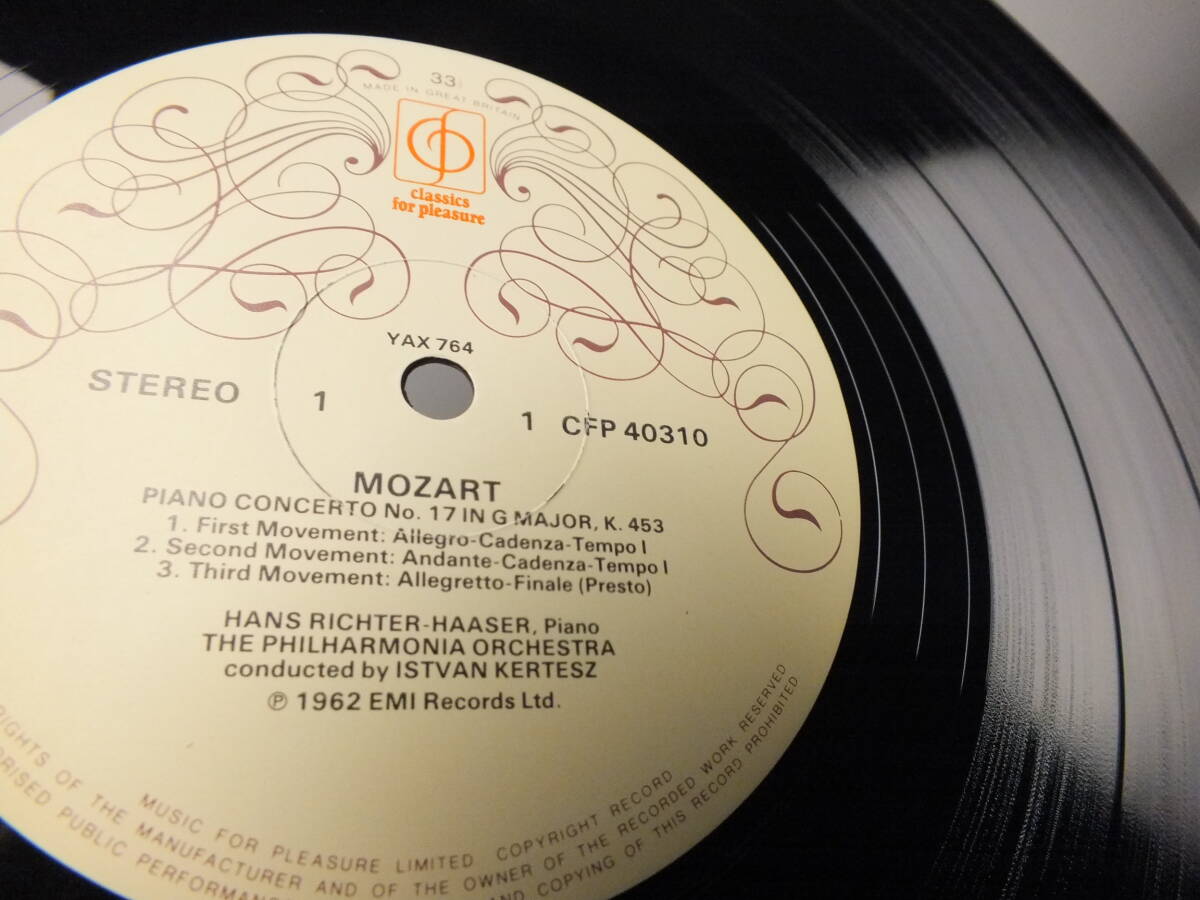 33⅓
MADE IN GREAT BRITAIN
classics
for pleasure
YAX 764
STEREO 1 1 CFP 40310
MOZART
PIANO CONCERTO No. 17 IN G MAJOR, K. 453
1. First Movement: Allegro-Cadenza-Tempo I
2. Second Movement: Andante-Cadenza-Tempo I
3. Third Movement: Allegretto-Finale (Presto)
HANS RICHTER-HAASER, Piano
THE PHILHARMONIA ORCHESTRA
conducted by ISTVAN KERTESZ
℗ 1962 EMI Records Ltd.
MUSIC FOR PLEASURE LIMITED COPYRIGHT RECORD
OF THE MANUFACTURER AND OF THE OWNER OF THE RECORDED WORK RESERVED
PUBLIC AND COPYING OF THIS RECORD PROHIBITED